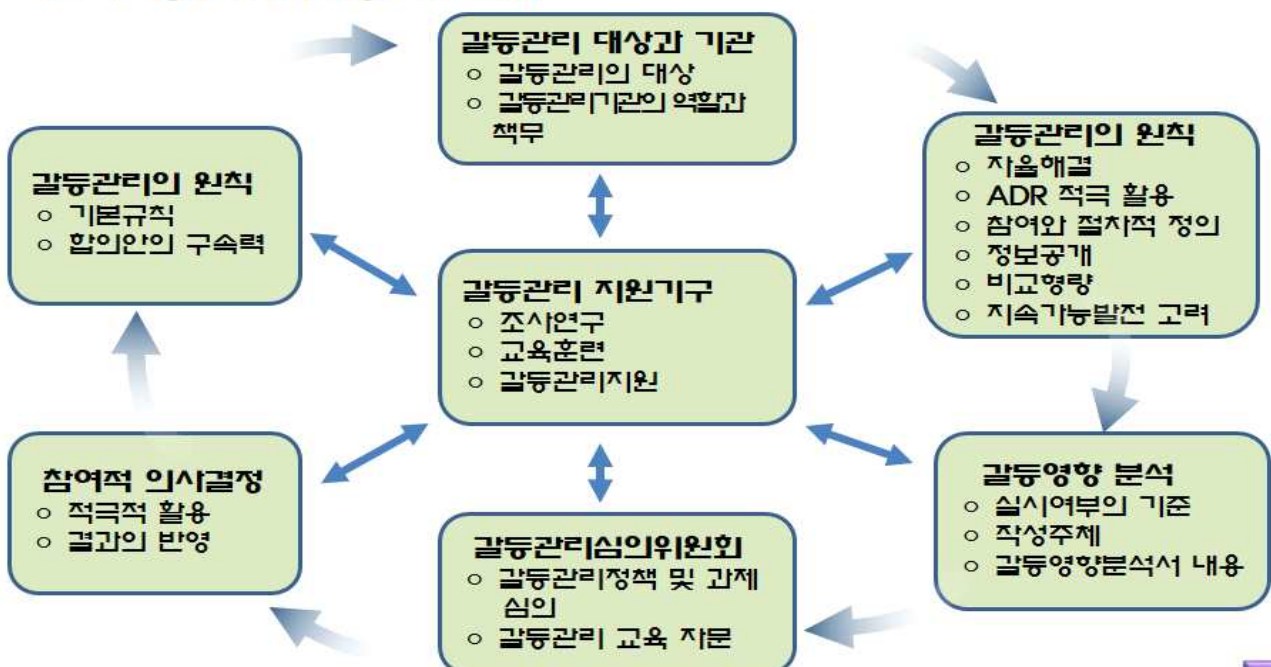 갈등관리 대상과 기관
○ 갈등관리의 대상
○ 갈등관리기관의 역할과
책무
갈등관리의 원칙
○ 자율해결
○ ADR 적극 활용
○ 참여와 절차적 정의
○ 정보공개
○ 비교형량
○ 지속가능발전 고려
갈등관리의 원칙
○ 기본규칙
○ 합의안의 구속력
갈등관리 지원기구
○ 조사연구
○ 교육훈련
○ 갈등관리지원
갈등영향 분석
○ 실시여부의 기준
○ 작성주체
○ 갈등영향분석서 내용
참여적 의사결정
○ 적극적 활용
○ 결과의 반영
갈등관리심의위원회
○ 갈등관리정책 및 과제
심의
○ 갈등관리 교육 자문